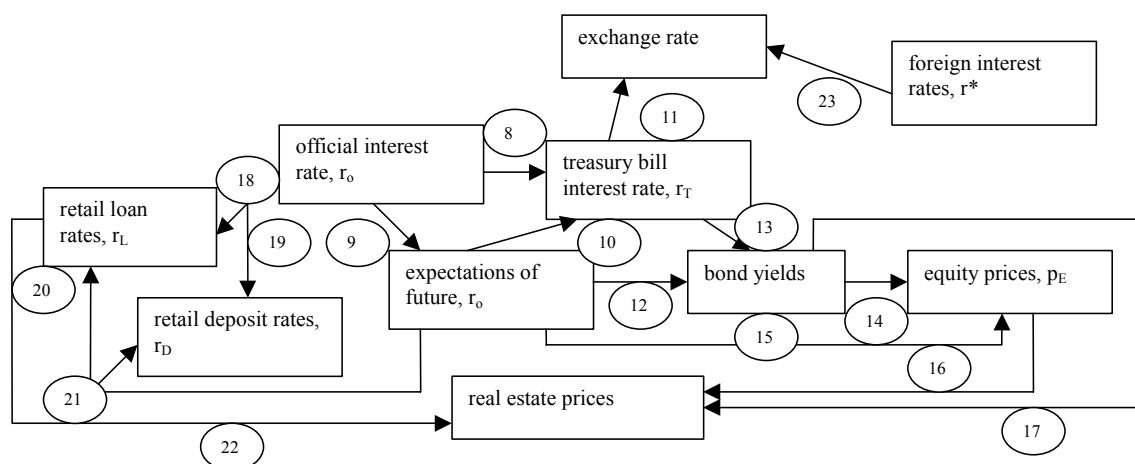 exchange rate
foreign interest
rates, r*
23
11
8
official interest
rate, rₒ
treasury bill
interest rate, r_T
18
retail loan
rates, r_L
19
9
10
13
20
expectations of
future, rₒ
bond yields
equity prices, p_E
12
retail deposit rates,
r_D
15
14
16
21
real estate prices
22
17